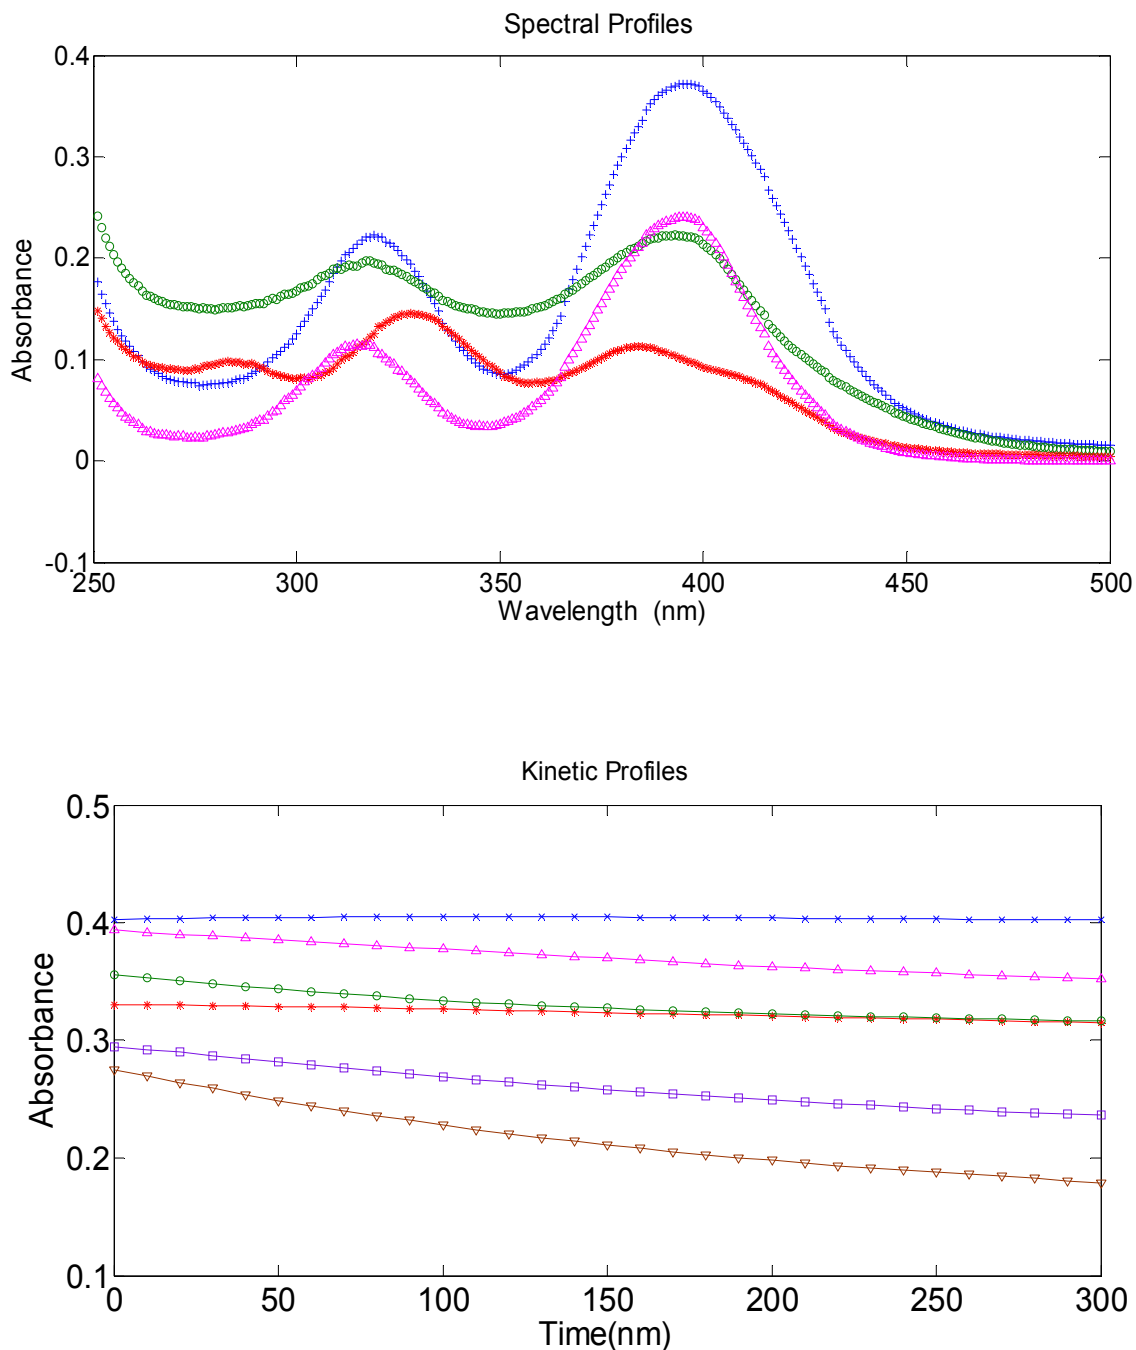 Spectral Profiles
0.4
0.3
0.2
0.1
0
-0.1
Absorbance
250 300 350 400 450 500
Wavelength (nm)
Kinetic Profiles
0.5
0.4
0.3
0.2
0.1
Absorbance
0 50 100 150 200 250 300
Time(nm)